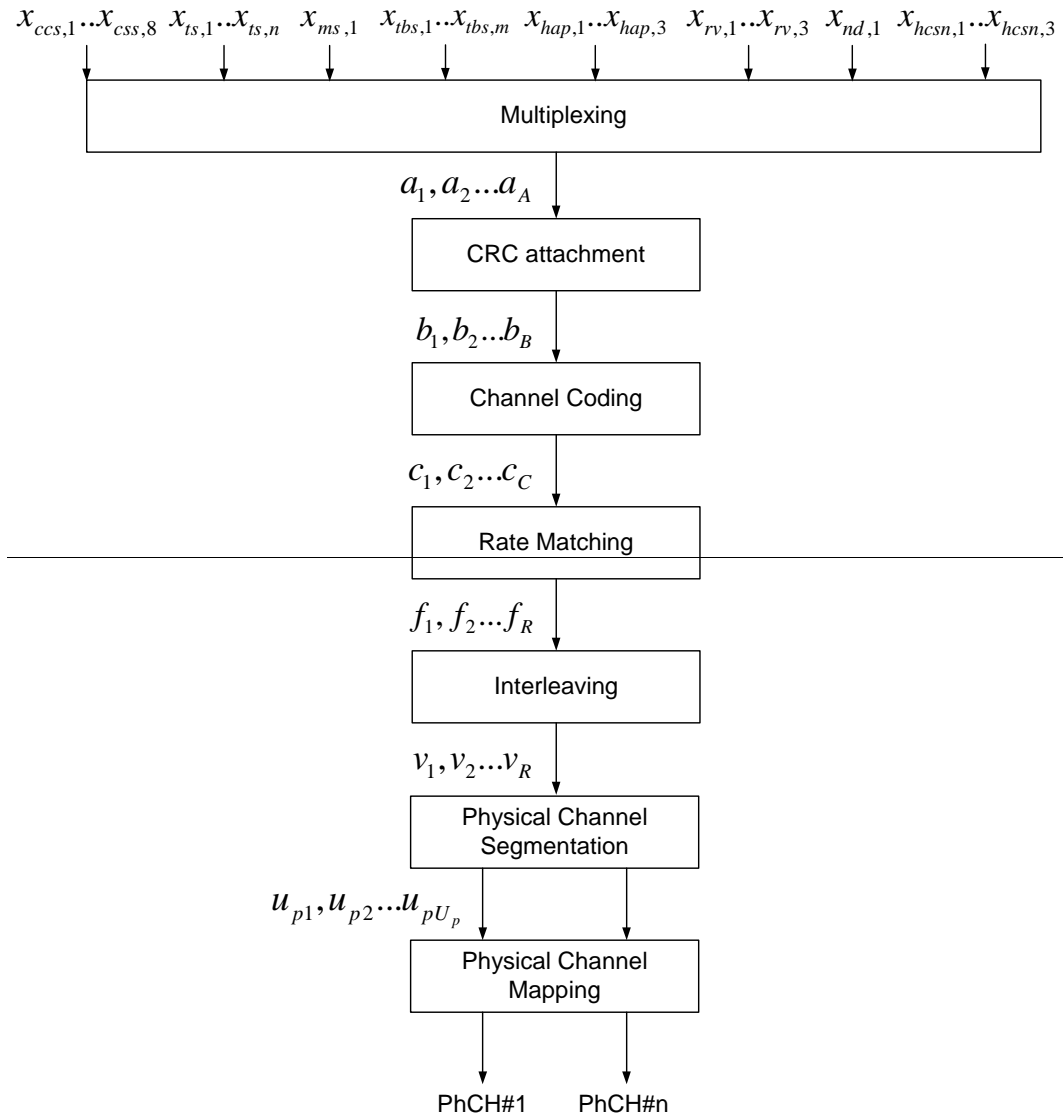 x_{ccs,1}..x_{css,8} x_{ts,1}..x_{ts,n} x_{ms,1} x_{tbs,1}..x_{tbs,m} x_{hap,1}..x_{hap,3} x_{rv,1}..x_{rv,3} x_{nd,1} x_{hcsn,1}..x_{hcsn,3}
Multiplexing
a_1, a_2...a_A
CRC attachment
b_1, b_2...b_B
Channel Coding
c_1, c_2...c_C
Rate Matching
f_1, f_2...f_R
Interleaving
v_1, v_2...v_R
Physical Channel
Segmentation
u_{p1}, u_{p2}...u_{pU_p}
Physical Channel
Mapping
PhCH#1 PhCH#n